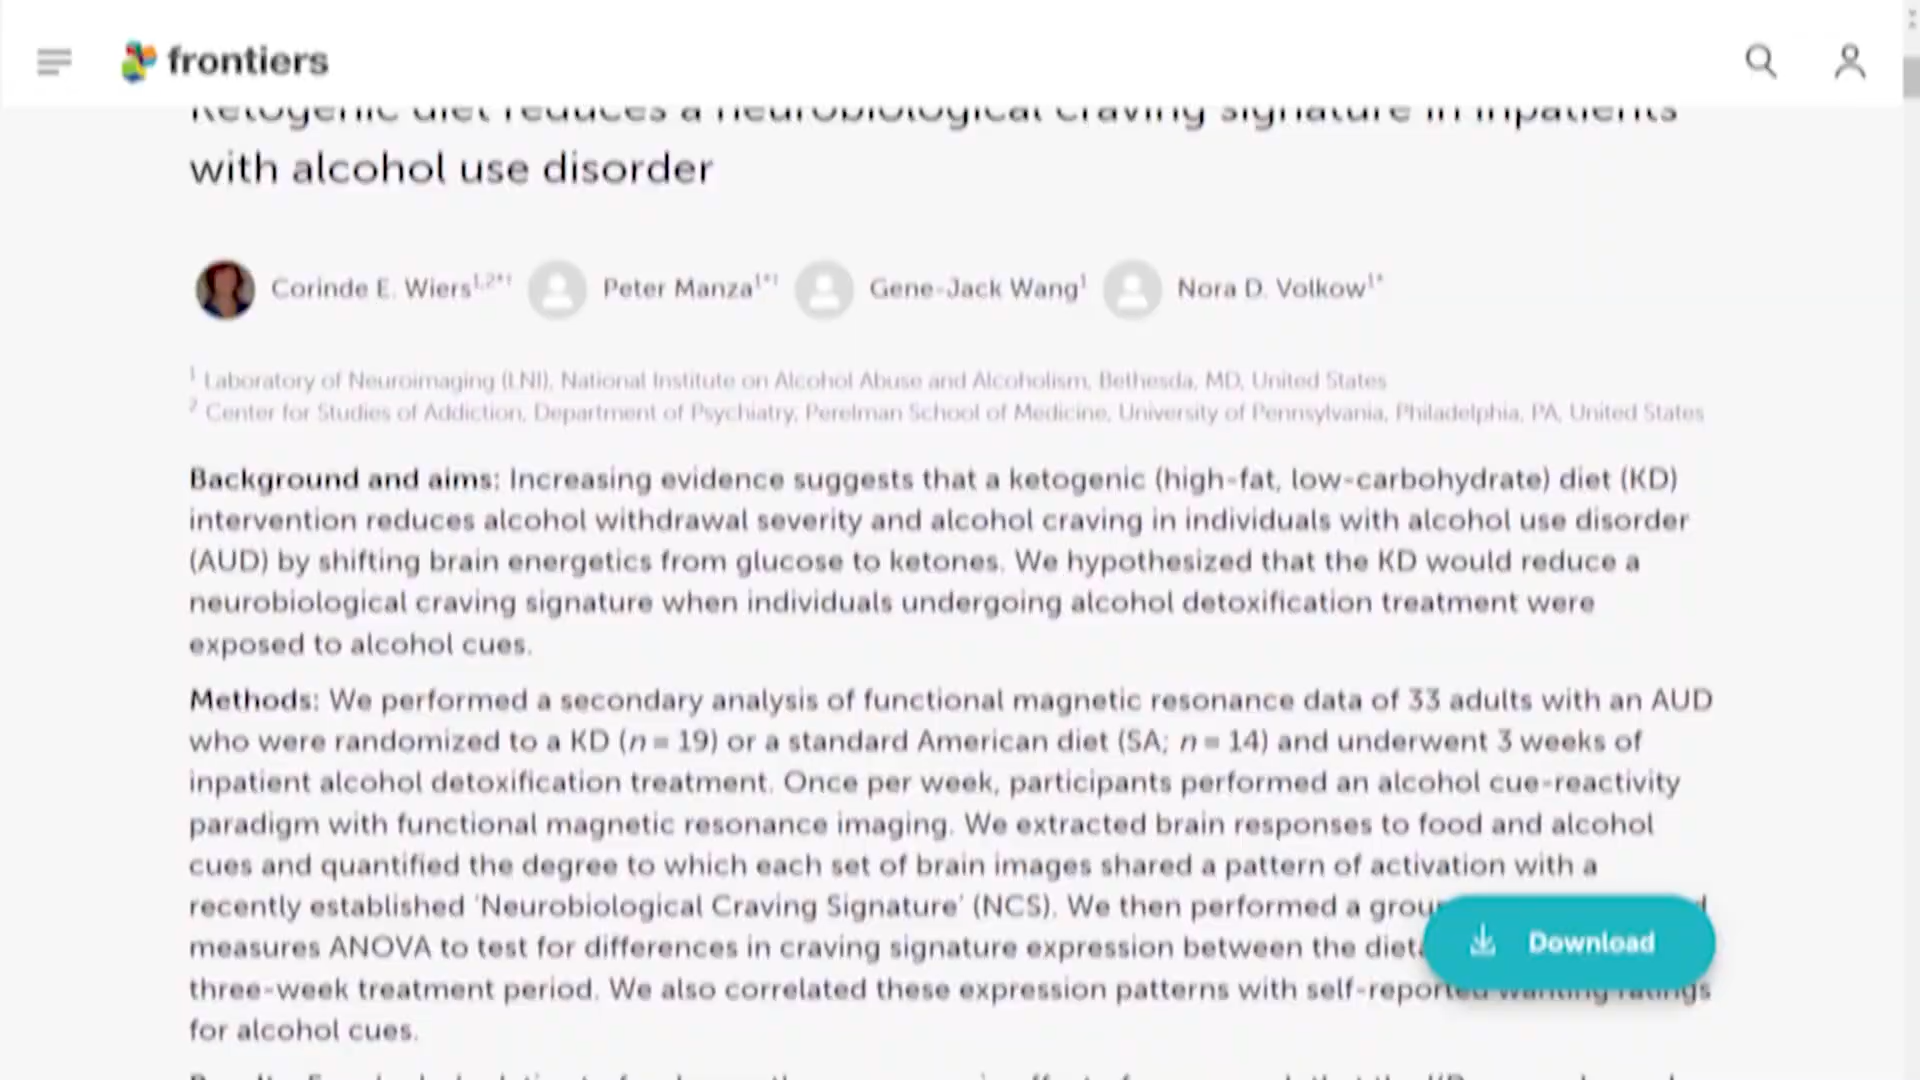 frontiers
Ketogenic diet reduces a neurobiological craving signature in inpatients
with alcohol use disorder
Corinde E. Wiers1,2*† Peter Manza1*† Gene-Jack Wang1 Nora D. Volkow1*
1 Laboratory of Neuroimaging (LNI), National Institute on Alcohol Abuse and Alcoholism, Bethesda, MD, United States
2 Center for Studies of Addiction, Department of Psychiatry, Perelman School of Medicine, University of Pennsylvania, Philadelphia, PA, United States
Background and aims: Increasing evidence suggests that a ketogenic (high-fat, low-carbohydrate) diet (KD)
intervention reduces alcohol withdrawal severity and alcohol craving in individuals with alcohol use disorder
(AUD) by shifting brain energetics from glucose to ketones. We hypothesized that the KD would reduce a
neurobiological craving signature when individuals undergoing alcohol detoxification treatment were
exposed to alcohol cues.
Methods: We performed a secondary analysis of functional magnetic resonance data of 33 adults with an AUD
who were randomized to a KD (n = 19) or a standard American diet (SA; n = 14) and underwent 3 weeks of
inpatient alcohol detoxification treatment. Once per week, participants performed an alcohol cue-reactivity
paradigm with functional magnetic resonance imaging. We extracted brain responses to food and alcohol
cues and quantified the degree to which each set of brain images shared a pattern of activation with a
recently established 'Neurobiological Craving Signature' (NCS). We then performed a
measures ANOVA to test for differences in craving signature expression between the
Download
three-week treatment period. We also correlated these expression patterns with self-reported wanting ratings
for alcohol cues.